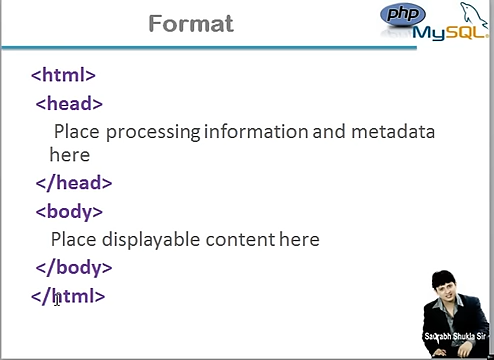 Format
php
MySQL
<html>
<head>
Place processing information and metadata
here
</head>
<body>
Place displayable content here
</body>
</html>
Saurabh Shukla Sir